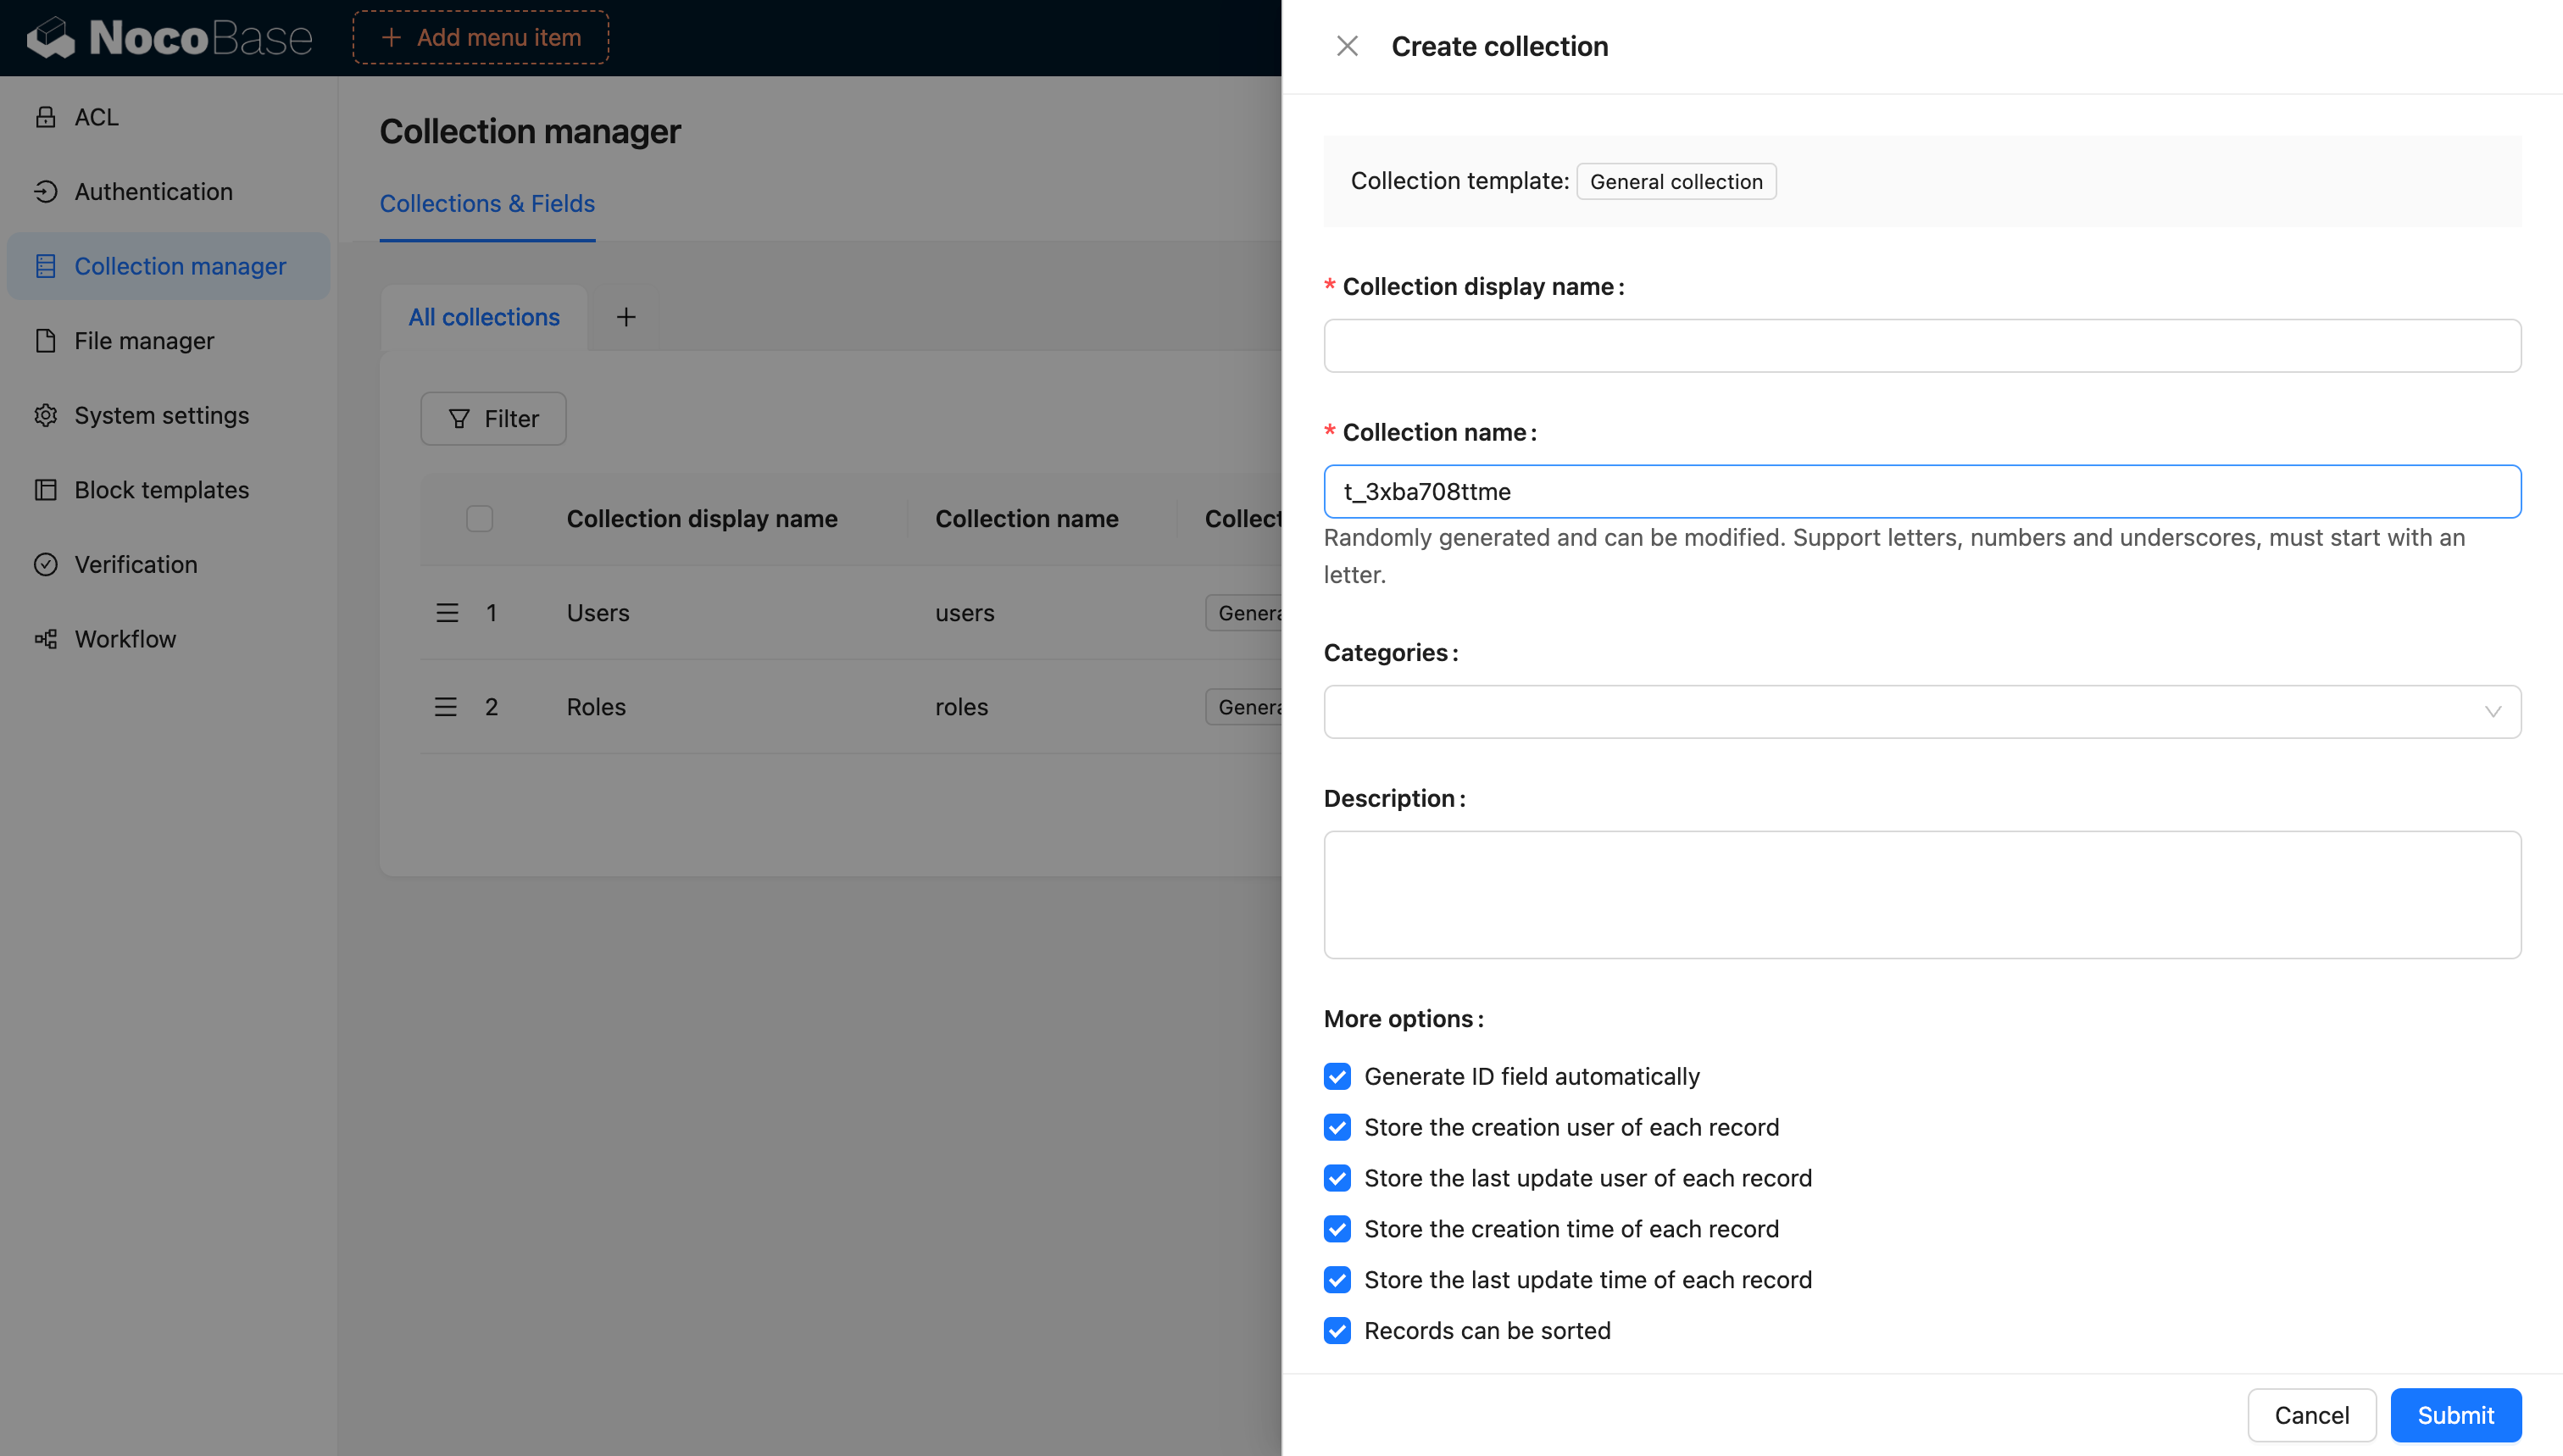 NocoBase
Add menu item
ACL
Authentication
Collection manager
File manager
System settings
Block templates
Verification
Workflow
Collection manager
Collections & Fields
All collections
Filter
Collection display name Collection name Collect
1 Users users Genera
2 Roles roles Genera
Create collection
Collection template: General collection
* Collection display name:
* Collection name:
t_3xba708ttme
Randomly generated and can be modified. Support letters, numbers and underscores, must start with an
letter.
Categories:
Description:
More options:
Generate ID field automatically
Store the creation user of each record
Store the last update user of each record
Store the creation time of each record
Store the last update time of each record
Records can be sorted
Cancel Submit